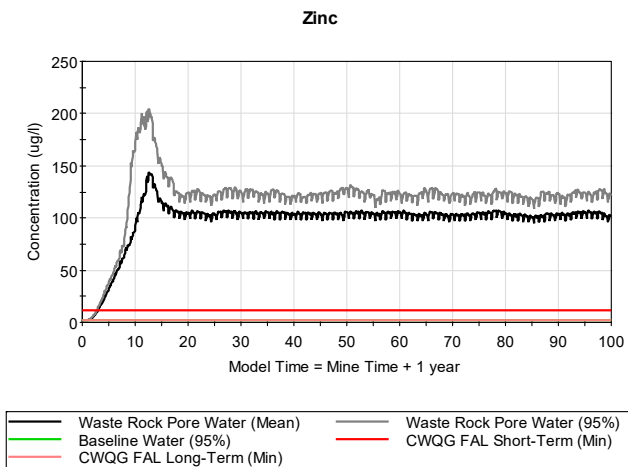 Zinc
250
200
150
100
50
0
Concentration (ug/l)
0 10 20 30 40 50 60 70 80 90 100
Model Time = Mine Time + 1 year
Waste Rock Pore Water (Mean) Waste Rock Pore Water (95%)
Baseline Water (95%) CWQG FAL Short-Term (Min)
CWQG FAL Long-Term (Min)